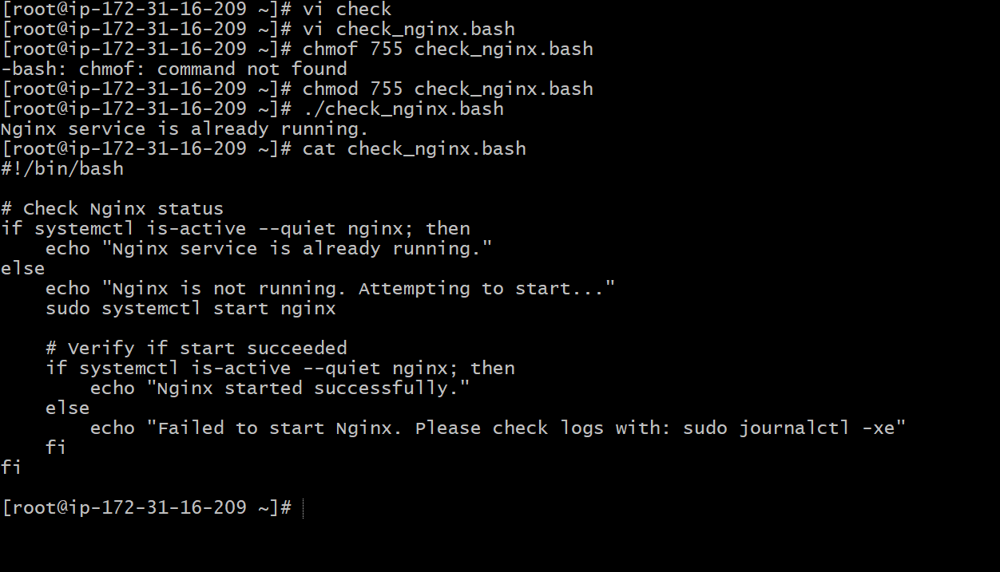 [root@ip-172-31-16-209 ~]# vi check
[root@ip-172-31-16-209 ~]# vi check_nginx.bash
[root@ip-172-31-16-209 ~]# chmof 755 check_nginx.bash
-bash: chmof: command not found
[root@ip-172-31-16-209 ~]# chmod 755 check_nginx.bash
[root@ip-172-31-16-209 ~]# ./check_nginx.bash
Nginx service is already running.
[root@ip-172-31-16-209 ~]# cat check_nginx.bash
#!/bin/bash

# Check Nginx status
if systemctl is-active --quiet nginx; then
    echo "Nginx service is already running."
else
    echo "Nginx is not running. Attempting to start..."
    sudo systemctl start nginx

    # Verify if start succeeded
    if systemctl is-active --quiet nginx; then
        echo "Nginx started successfully."
    else
        echo "Failed to start Nginx. Please check logs with: sudo journalctl -xe"
    fi
fi

[root@ip-172-31-16-209 ~]#